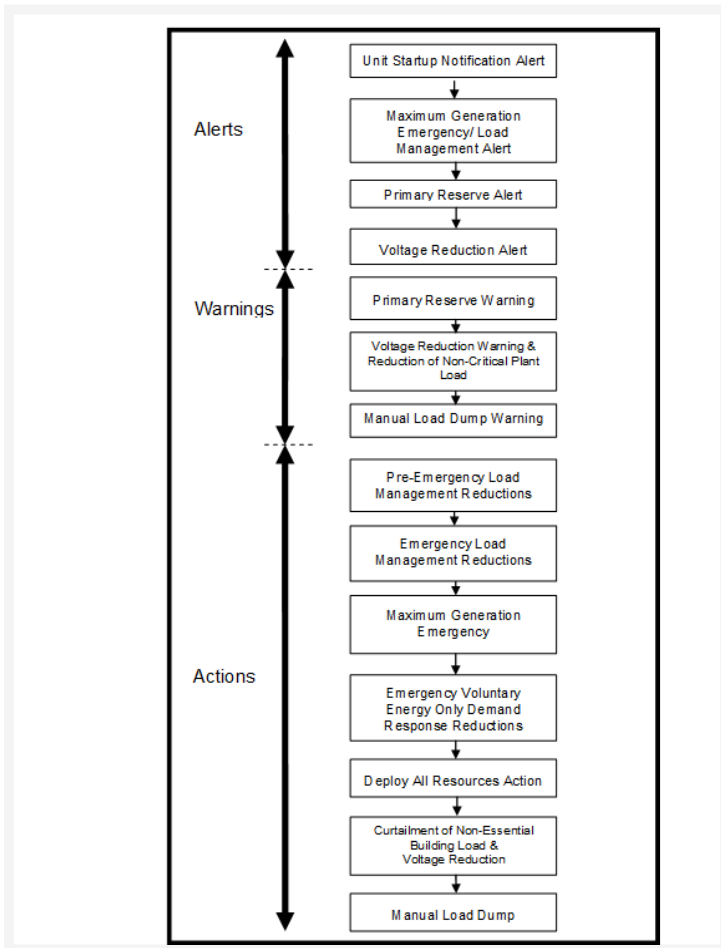 Alerts
Unit Startup Notification Alert
Maximum Generation
Emergency/ Load
Management Alert
Primary Reserve Alert
Voltage Reduction Alert
Warnings
Primary Reserve Warning
Voltage Reduction Warning &
Reduction of Non-Critical Plant
Load
Manual Load Dump Warning
Actions
Pre-Emergency Load
Management Reductions
Emergency Load
Management Reductions
Maximum Generation
Emergency
Emergency Voluntary
Energy Only Demand
Response Reductions
Deploy All Resources Action
Curtailment of Non-Essential
Building Load &
Voltage Reduction
Manual Load Dump